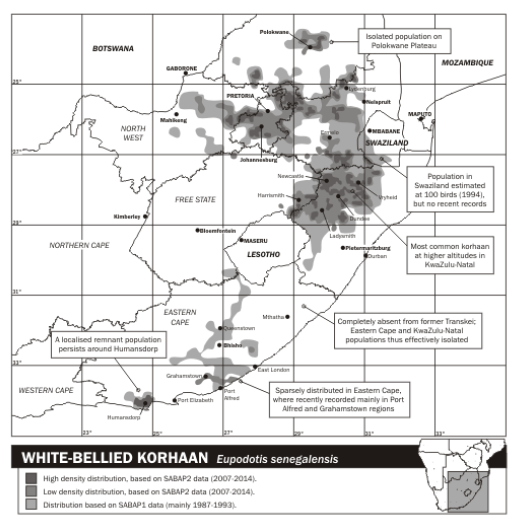 Polokwane
Isolated population on
Polokwane Plateau
BOTSWANA
MOZAMBIQUE
GABORONE
25°
Lydenburg
PRETORIA
Nelspruit
MAPUTO
Mahikeng
NORTH
WEST
MBABANE
SWAZILAND
27°
Johannesburg
Population in
Swaziland estimated
at 100 birds (1994),
but no recent records
Newcastle
Harrismith
Vryheid
FREE STATE
Kimberley
Dundee
29°
Bloemfontein
Ladysmith
Most common korhaan
at higher altitudes in
KwaZulu-Natal
NORTHERN CAPE
MASERU
LESOTHO
Pietermaritzburg
Durban
31°
EASTERN
CAPE
Mthatha
Completely absent from former Transkei;
Eastern Cape and KwaZulu-Natal
populations thus effectively isolated
Queenstown
A localised remnant population
persists around Humansdorp
33°
East London
Grahamstown
WESTERN CAPE
Port
Alfred
Sparsely distributed in Eastern Cape,
where recently recorded mainly in Port
Alfred and Grahamstown regions
Port Elizabeth
Humansdorp
23° 25° 27° 29° 31° 33°
WHITE-BELLIED KORHAAN Eupodotis senegalensis
High density distribution, based on SABAP2 data (2007-2014).
Low density distribution, based on SABAP2 data (2007-2014).
Distribution based on SABAP1 data (mainly 1987-1993).